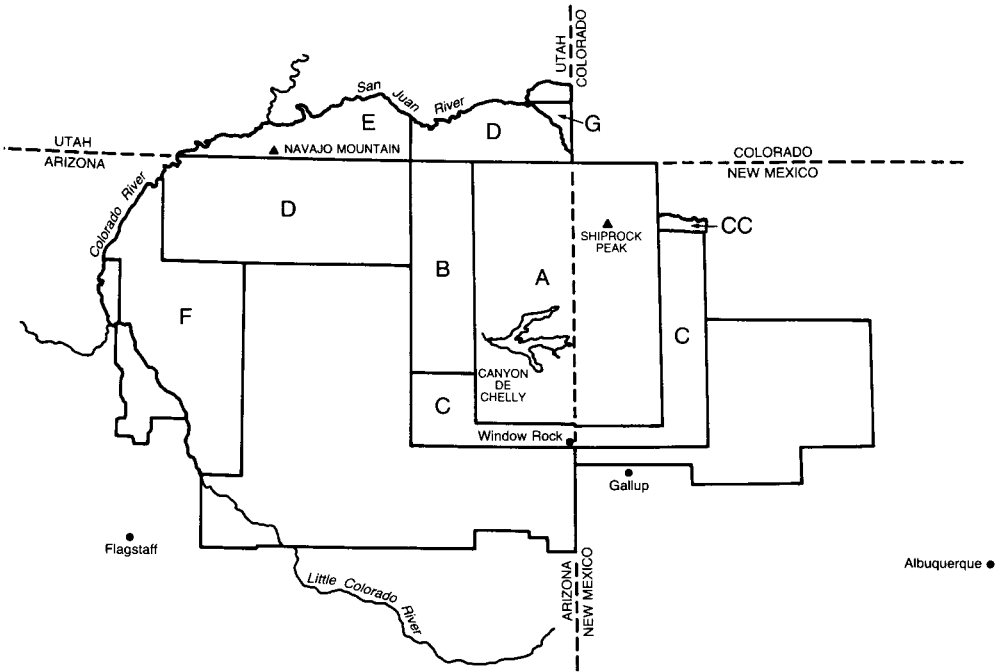 UTAH
COLORADO
San Juan River
E
D
G
UTAH
ARIZONA
NAVAJO MOUNTAIN
COLORADO
NEW MEXICO
Colorado River
D
SHIPROCK
PEAK
CC
B
A
F
C
CANYON
DE
CHELLY
C
Window Rock
Gallup
Flagstaff
ARIZONA
NEW MEXICO
Albuquerque
Little Colorado River